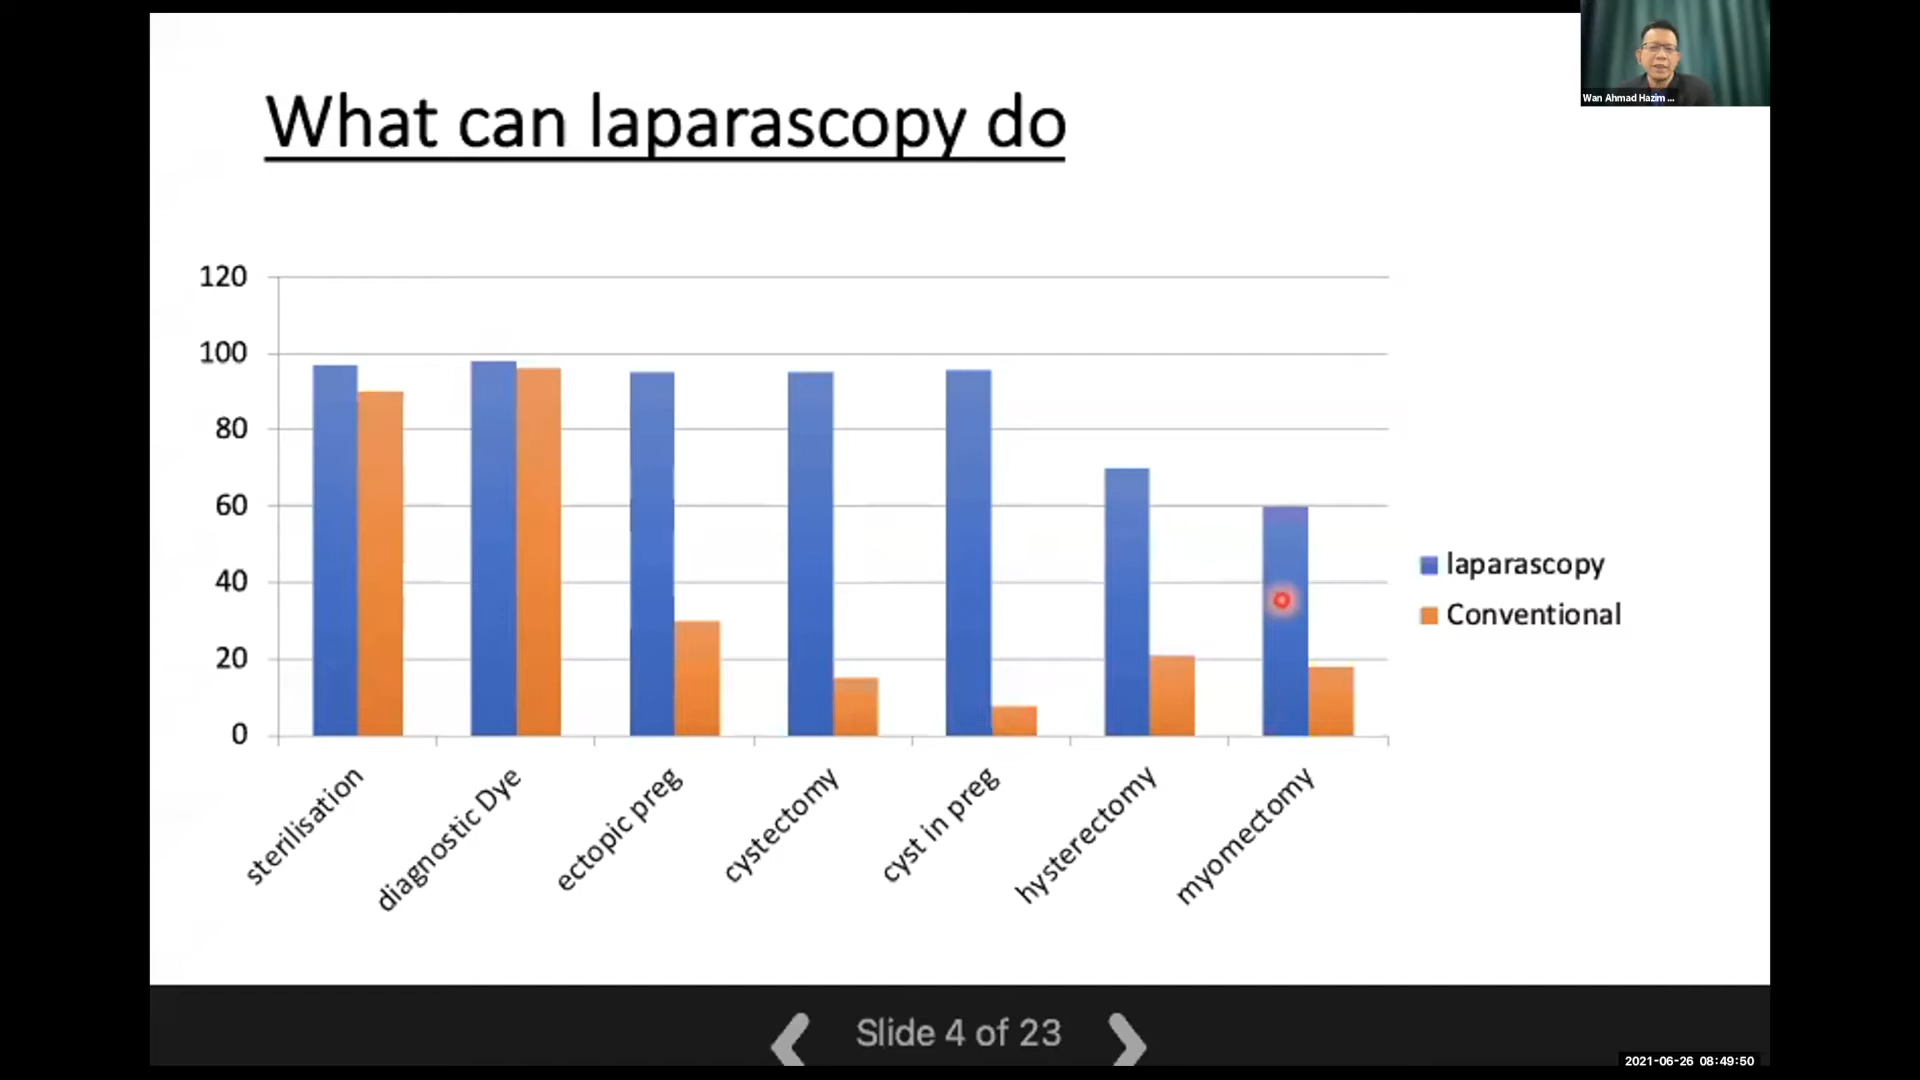 Wan Ahmad Hazim ...
What can laparascopy do
120
100
80
60
40
20
0
sterilisation
diagnostic Dye
ectopic preg
cystectomy
cyst in preg
hysterectomy
myomectomy
laparascopy
Conventional
Slide 4 of 23
2021-06-26 08:49:50